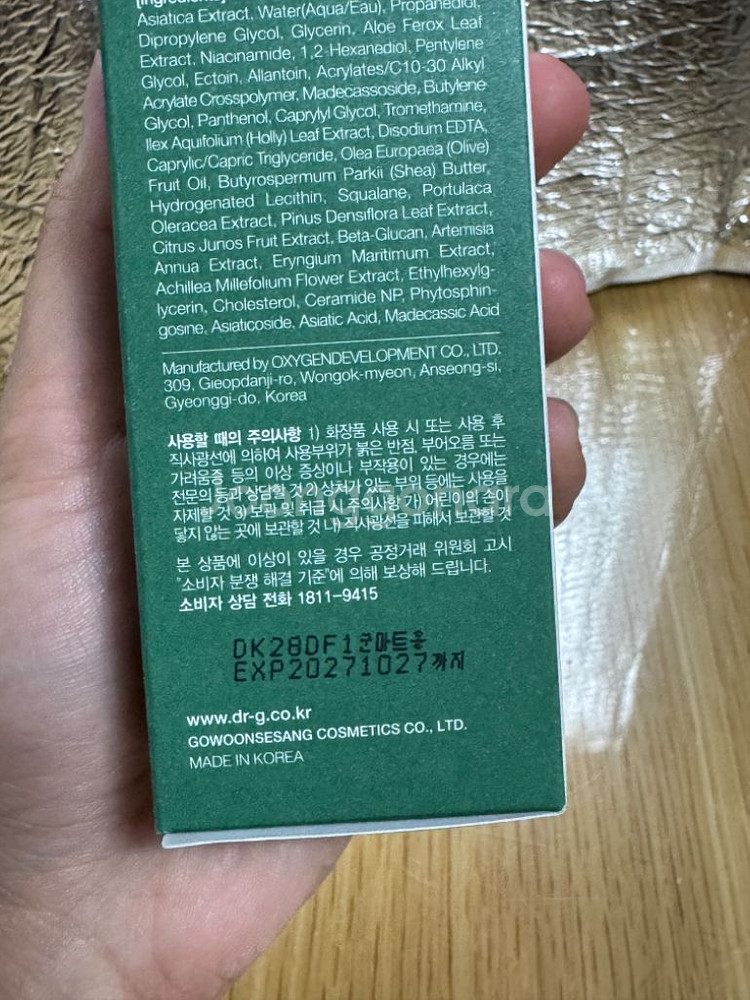 Asiatica Extract, Water(Aqua/Eau), Propanediol,
Dipropylene Glycol, Glycerin, Aloe Ferox Leaf
Extract, Niacinamide, 1,2-Hexanediol, Pentylene
Glycol, Ectoin, Allantoin, Acrylates/C10-30 Alkyl
Acrylate Crosspolymer, Madecassoside, Butylene
Glycol, Panthenol, Caprylyl Glycol, Tromethamine,
Ilex Aquifolium (Holly) Leaf Extract, Disodium EDTA,
Caprylic/Capric Triglyceride, Olea Europaea (Olive)
Fruit Oil, Butyrospermum Parkii (Shea) Butter,
Hydrogenated Lecithin, Squalane, Portulaca
Oleracea Extract, Pinus Densiflora Leaf Extract,
Citrus Junos Fruit Extract, Beta-Glucan, Artemisia
Annua Extract, Eryngium Maritimum Extract,
Achillea Millefolium Flower Extract, Ethylhexylg-
lycerin, Cholesterol, Ceramide NP, Phytosphin-
gosine, Asiaticoside, Asiatic Acid, Madecassic Acid
Manufactured by OXYGENDEVELOPMENT CO., LTD.
309, Gieopdanji-ro, Wongok-myeon, Anseong-si,
Gyeonggi-do, Korea
사용할 때의 주의사항 1) 화장품 사용 시 또는 사용 후
직사광선에 의하여 사용부위가 붉은 반점, 부어오름 또는
가려움증 등의 이상 증상이나 부작용이 있는 경우에는
전문의 등과 상담할 것 2) 상처가 있는 부위 등에는 사용을
자제할 것 3) 보관 및 취급 시 주의사항 가) 어린이의 손이
닿지 않는 곳에 보관할 것 나) 직사광선을 피해서 보관할 것
본 상품에 이상이 있을 경우 공정거래 위원회 고시
"소비자 분쟁 해결 기준"에 의해 보상해 드립니다.
소비자 상담 전화 1811-9415
DK28DF1군마트용
EXP20271027까지
www.dr-g.co.kr
GOWOONSESANG COSMETICS CO., LTD.
MADE IN KOREA